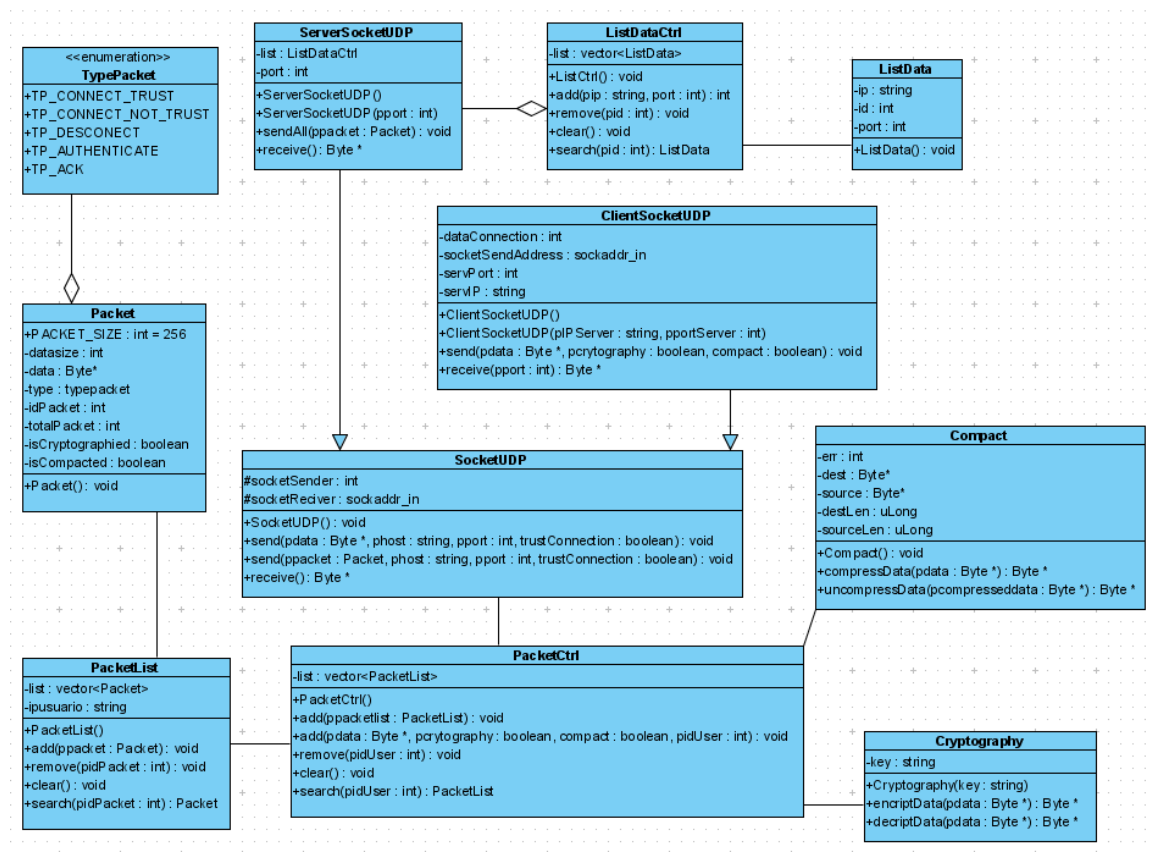 <<enumeration>>
TypePacket
+TP_CONNECT_TRUST
+TP_CONNECT_NOT_TRUST
+TP_DESCONECT
+TP_AUTHENTICATE
+TP_ACK
ServerSocketUDP
-list : ListDataCtrl
-port : int
+ServerSocketUDP()
+ServerSocketUDP(pport : int)
+sendAll(ppacket : Packet) : void
+receive() : Byte *
ListDataCtrl
-list : vector<ListData>
+ListCtrl() : void
+add(pip : string, port : int) : int
+remove(pid : int) : void
+clear() : void
+search(pid : int) : ListData
ListData
-ip : string
-id : int
-port : int
+ListData() : void
ClientSocketUDP
-dataConnection : int
-socketSendAddress : sockaddr_in
-servPort : int
-servIP : string
+ClientSocketUDP()
+ClientSocketUDP(pIPServer : string, pportServer : int)
+send(pdata : Byte *, pcrytography : boolean, compact : boolean) : void
+receive(pport : int) : Byte *
Packet
+PACKET_SIZE : int = 256
-datasize : int
-data : Byte*
-type : typepacket
-idPacket : int
-totalPacket : int
-isCryptographied : boolean
-isCompacted : boolean
+Packet() : void
SocketUDP
#socketSender : int
#socketReciver : sockaddr_in
+SocketUDP() : void
+send(pdata : Byte *, phost : string, pport : int, trustConnection : boolean) : void
+send(ppacket : Packet, phost : string, pport : int, trustConnection : boolean) : void
+receive() : Byte *
Compact
-err : int
-dest : Byte*
-source : Byte*
-destLen : uLong
-sourceLen : uLong
+Compact() : void
+compressData(pdata : Byte *) : Byte *
+uncompressData(pcompresseddata : Byte *) : Byte *
PacketList
-list : vector<Packet>
-ipusuario : string
+PacketList()
+add(ppacket : Packet) : void
+remove(pidPacket : int) : void
+clear() : void
+search(pidPacket : int) : Packet
PacketCtrl
-list : vector<PacketList>
+PacketCtrl()
+add(ppacketlist : PacketList) : void
+add(pdata : Byte *, pcrytography : boolean, compact : boolean, pidUser : int) : void
+remove(pidUser : int) : void
+clear() : void
+search(pidUser : int) : PacketList
Cryptography
-key : string
+Cryptography(key : string)
+encriptData(pdata : Byte *) : Byte *
+decriptData(pdata : Byte *) : Byte *